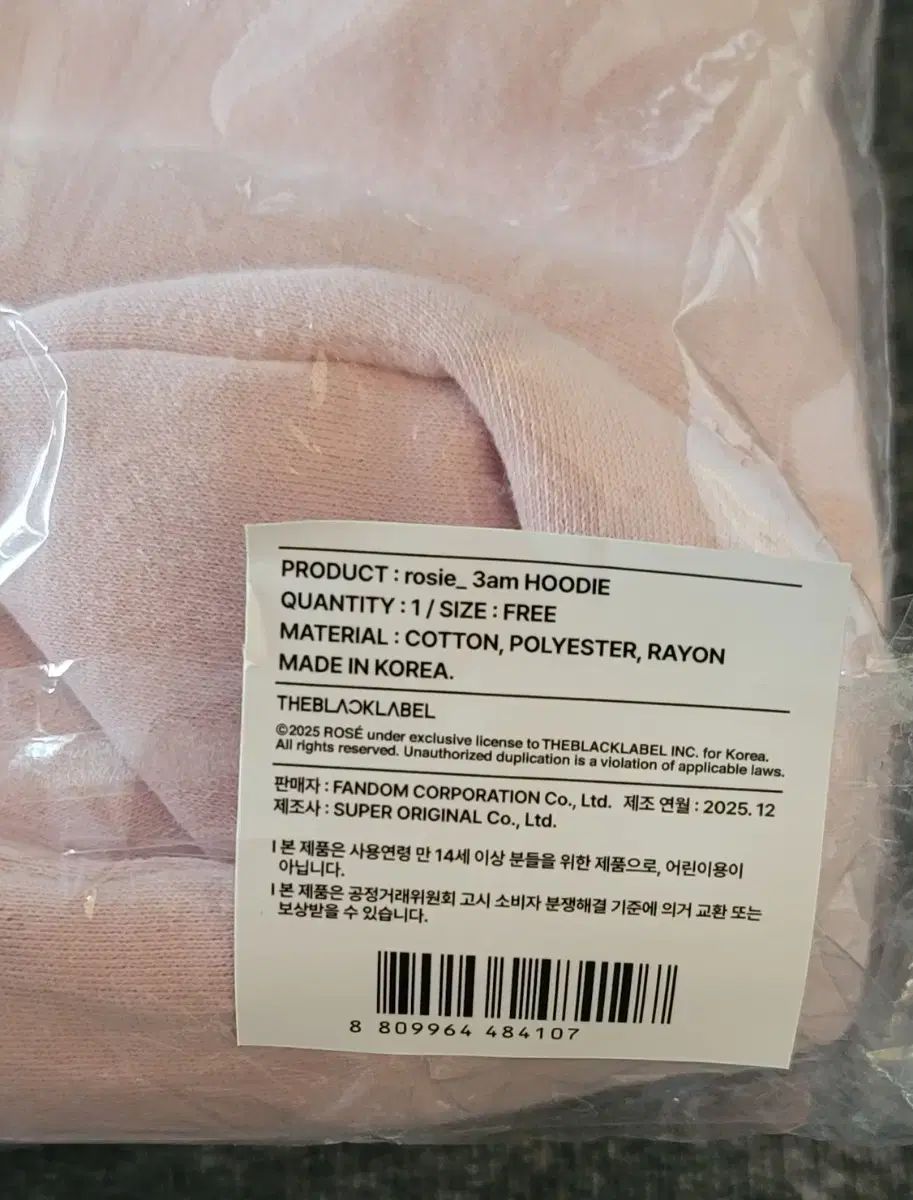 PRODUCT : rosie_ 3am HOODIE
QUANTITY : 1 / SIZE : FREE
MATERIAL : COTTON, POLYESTER, RAYON
MADE IN KOREA.
THEBLACKLABEL
©2025 ROSÉ under exclusive license to THEBLACKLABEL INC. for Korea.
All rights reserved. Unauthorized duplication is a violation of applicable laws.
판매자 : FANDOM CORPORATION Co., Ltd. 제조 연월 : 2025. 12
제조사 : SUPER ORIGINAL Co., Ltd.
l 본 제품은 사용연령 만 14세 이상 분들을 위한 제품으로, 어린이용이
아닙니다.
l 본 제품은 공정거래위원회 고시 소비자 분쟁해결 기준에 의거 교환 또는
보상받을 수 있습니다.
8 809964 484107